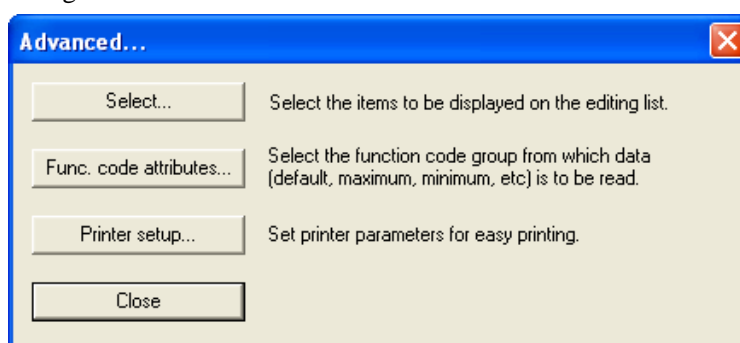 Advanced...
Select...
Select the items to be displayed on the editing list.
Func. code attributes...
Select the function code group from which data
(default, maximum, minimum, etc) is to be read.
Printer setup...
Set printer parameters for easy printing.
Close